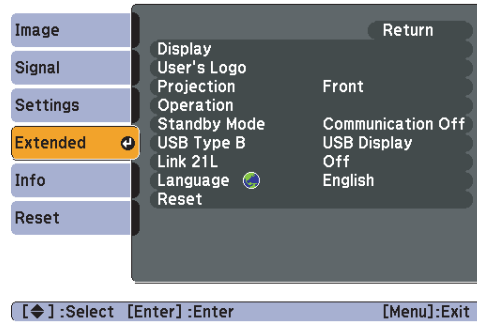 Image
Signal
Settings
Extended
Info
Reset
Return
Display
User's Logo
Projection Front
Operation
Standby Mode Communication Off
USB Type B USB Display
Link 21L Off
Language English
Reset
[◆] :Select [Enter] :Enter [Menu]:Exit